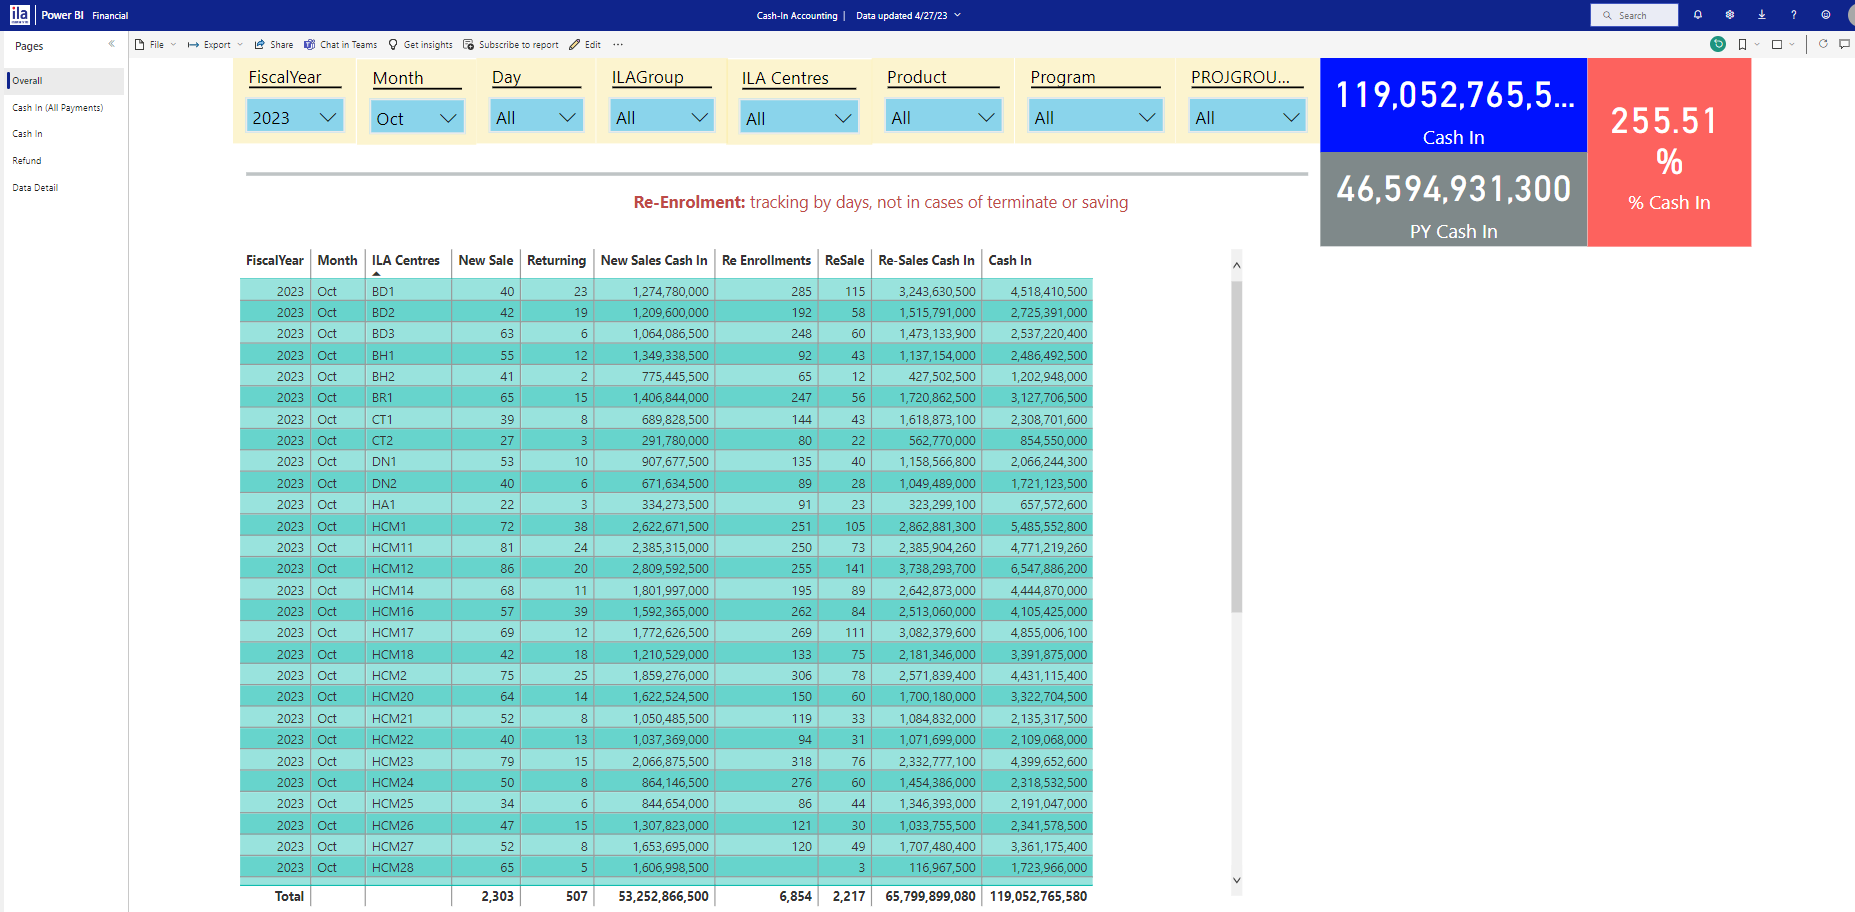 ila Power BI Financial
Cash-In Accounting | Data updated 4/27/23
Search
Pages
File Export Share Chat in Teams Get insights Subscribe to report Edit ...
Overall
Cash In (All Payments)
Cash In
Refund
Data Detail
FiscalYear Month Day ILAGroup ILA Centres Product Program PROJGROU...
2023 Oct All All All All All All
119,052,765,5...
Cash In
46,594,931,300
PY Cash In
255.51
%
% Cash In
Re-Enrolment: tracking by days, not in cases of terminate or saving
FiscalYear Month ILA Centres New Sale Returning New Sales Cash In Re Enrollments ReSale Re-Sales Cash In Cash In
2023 Oct BD1 40 23 1,274,780,000 285 115 3,243,630,500 4,518,410,500
2023 Oct BD2 42 19 1,209,600,000 192 58 1,515,791,000 2,725,391,000
2023 Oct BD3 63 6 1,064,086,500 248 60 1,473,133,900 2,537,220,400
2023 Oct BH1 55 12 1,349,338,500 92 43 1,137,154,000 2,486,492,500
2023 Oct BH2 41 2 775,445,500 65 12 427,502,500 1,202,948,000
2023 Oct BR1 65 15 1,406,844,000 247 56 1,720,862,500 3,127,706,500
2023 Oct CT1 39 8 689,828,500 144 43 1,618,873,100 2,308,701,600
2023 Oct CT2 27 3 291,780,000 80 22 562,770,000 854,550,000
2023 Oct DN1 53 10 907,677,500 135 40 1,158,566,800 2,066,244,300
2023 Oct DN2 40 6 671,634,500 89 28 1,049,489,000 1,721,123,500
2023 Oct HA1 22 3 334,273,500 91 23 323,299,100 657,572,600
2023 Oct HCM1 72 38 2,622,671,500 251 105 2,862,881,300 5,485,552,800
2023 Oct HCM11 81 24 2,385,315,000 250 73 2,385,904,260 4,771,219,260
2023 Oct HCM12 86 20 2,809,592,500 255 141 3,738,293,700 6,547,886,200
2023 Oct HCM14 68 11 1,801,997,000 195 89 2,642,873,000 4,444,870,000
2023 Oct HCM16 57 39 1,592,365,000 262 84 2,513,060,000 4,105,425,000
2023 Oct HCM17 69 12 1,772,626,500 269 111 3,082,379,600 4,855,006,100
2023 Oct HCM18 42 18 1,210,529,000 133 75 2,181,346,000 3,391,875,000
2023 Oct HCM2 75 25 1,859,276,000 306 78 2,571,839,400 4,431,115,400
2023 Oct HCM20 64 14 1,622,524,500 150 60 1,700,180,000 3,322,704,500
2023 Oct HCM21 52 8 1,050,485,500 119 33 1,084,832,000 2,135,317,500
2023 Oct HCM22 40 13 1,037,369,000 94 31 1,071,699,000 2,109,068,000
2023 Oct HCM23 79 15 2,066,875,500 318 76 2,332,777,100 4,399,652,600
2023 Oct HCM24 50 8 864,146,500 276 60 1,454,386,000 2,318,532,500
2023 Oct HCM25 34 6 844,654,000 86 44 1,346,393,000 2,191,047,000
2023 Oct HCM26 47 15 1,307,823,000 121 30 1,033,755,500 2,341,578,500
2023 Oct HCM27 52 8 1,653,695,000 120 49 1,707,480,400 3,361,175,400
2023 Oct HCM28 65 5 1,606,998,500 3 116,967,500 1,723,966,000
Total 2,303 507 53,252,866,500 6,854 2,217 65,799,899,080 119,052,765,580